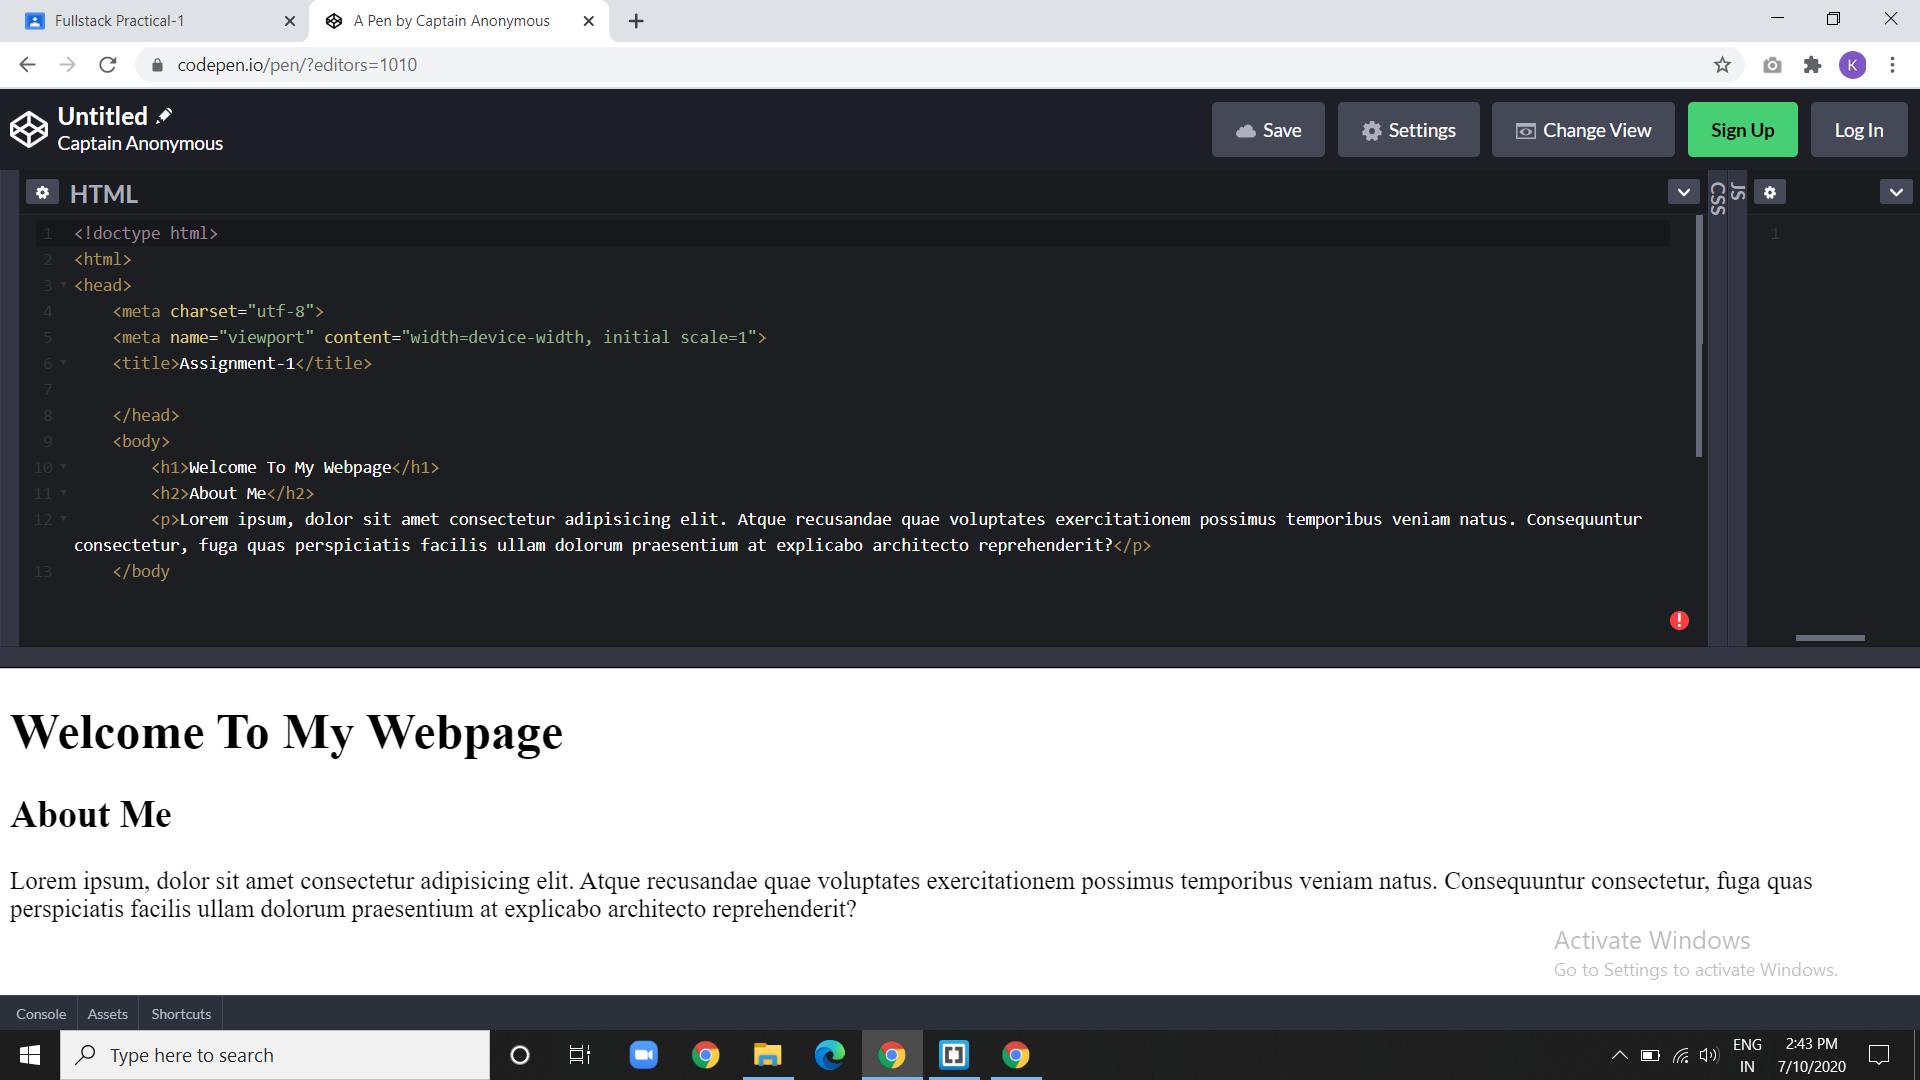 Fullstack Practical-1
A Pen by Captain Anonymous
codepen.io/pen/?editors=1010
K
Untitled
Captain Anonymous
Save
Settings
Change View
Sign Up
Log In
HTML
CSS
JS
1 <!doctype html>
2 <html>
3 <head>
4 <meta charset="utf-8">
5 <meta name="viewport" content="width=device-width, initial scale=1">
6 <title>Assignment-1</title>
7
8 </head>
9 <body>
10 <h1>Welcome To My Webpage</h1>
11 <h2>About Me</h2>
12 <p>Lorem ipsum, dolor sit amet consectetur adipisicing elit. Atque recusandae quae voluptates exercitationem possimus temporibus veniam natus. Consequuntur
consectetur, fuga quas perspiciatis facilis ullam dolorum praesentium at explicabo architecto reprehenderit?</p>
13 </body
1
Welcome To My Webpage
About Me
Lorem ipsum, dolor sit amet consectetur adipisicing elit. Atque recusandae quae voluptates exercitationem possimus temporibus veniam natus. Consequuntur consectetur, fuga quas
perspiciatis facilis ullam dolorum praesentium at explicabo architecto reprehenderit?
Activate Windows
Go to Settings to activate Windows.
Console
Assets
Shortcuts
Type here to search
ENG
IN
2:43 PM
7/10/2020